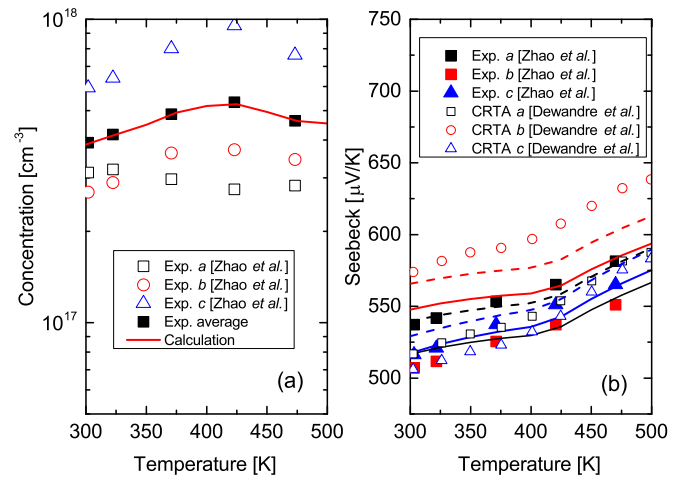 10^18
10^17
Concentration [cm^-3]
Exp. a [Zhao et al.]
Exp. b [Zhao et al.]
Exp. c [Zhao et al.]
Exp. average
Calculation
(a)
300 350 400 450 500
Temperature [K]
750
700
650
600
550
525
500
Seebeck [μV/K]
Exp. a [Zhao et al.]
Exp. b [Zhao et al.]
Exp. c [Zhao et al.]
CRTA a [Dewandre et al.]
CRTA b [Dewandre et al.]
CRTA c [Dewandre et al.]
(b)
300 350 400 450 500
Temperature [K]